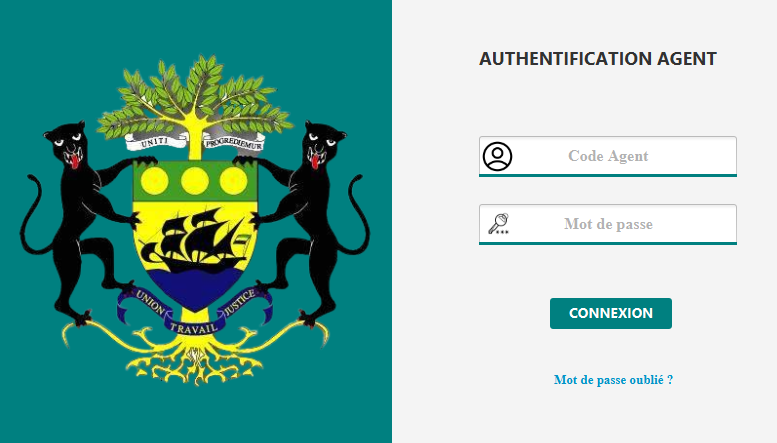 UNITI PROGREDIEMUR
UNION TRAVAIL JUSTICE
AUTHENTIFICATION AGENT
Code Agent
Mot de passe
CONNEXION
Mot de passe oublié ?